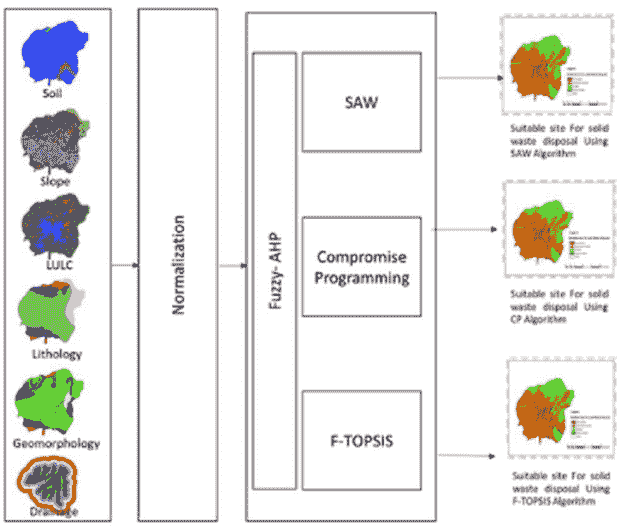 Soil
Slope
LULC
Lithology
Geomorphology
Drainage
Normalization
Fuzzy- AHP
SAW
Compromise
Programming
F-TOPSIS
Suitable site For solid
waste disposal Using
SAW Algorithm
Suitable site For solid
waste disposal Using
CP Algorithm
Suitable site For solid
waste disposal Using
F-TOPSIS Algorithm